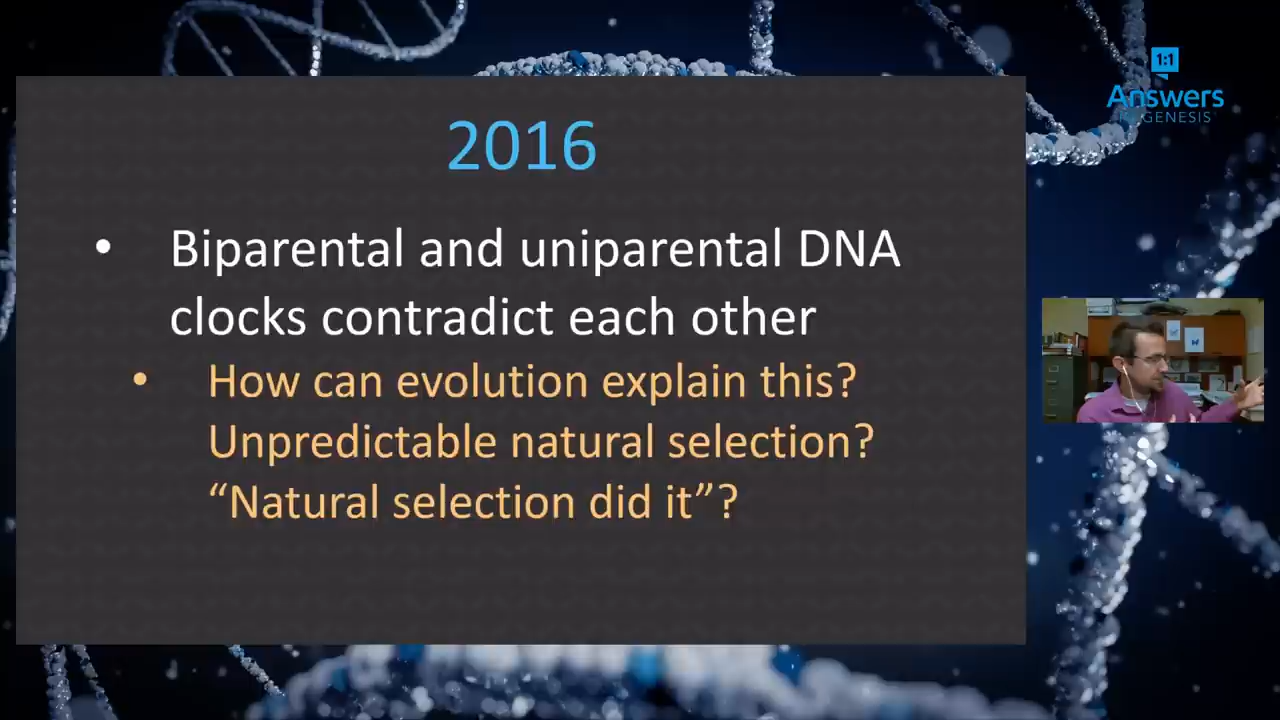 1:1
Answers
IN GENESIS
2016
• Biparental and uniparental DNA
clocks contradict each other
• How can evolution explain this?
Unpredictable natural selection?
“Natural selection did it”?